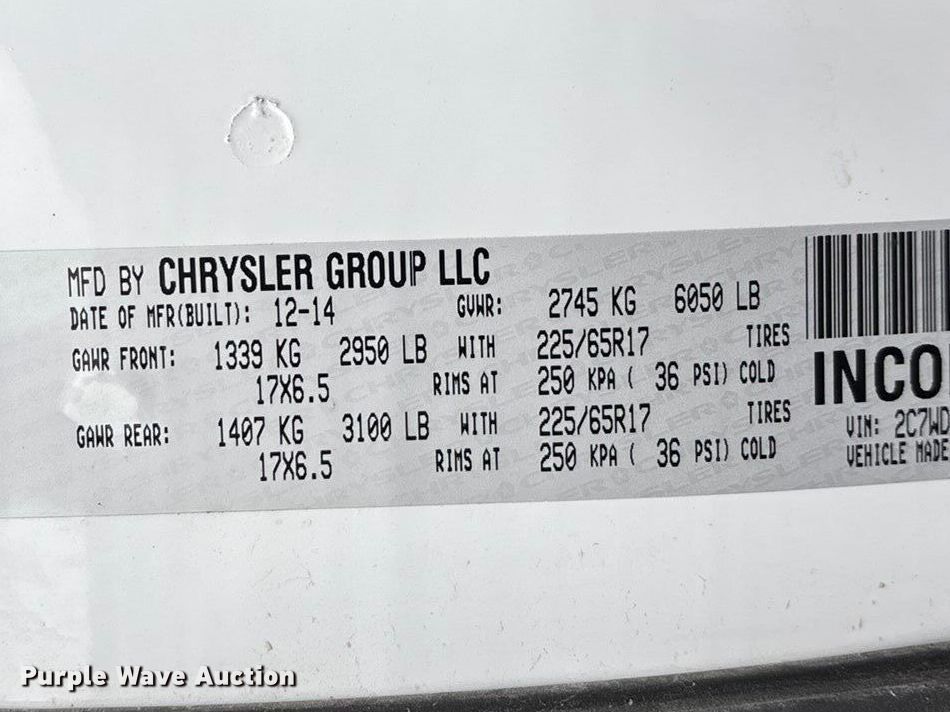 MFD BY CHRYSLER GROUP LLC
DATE OF MFR(BUILT): 12-14 GVWR: 2745 KG 6050 LB
GAWR FRONT: 1339 KG 2950 LB WITH 225/65R17 TIRES
17X6.5 RIMS AT 250 KPA ( 36 PSI) COLD
GAWR REAR: 1407 KG 3100 LB WITH 225/65R17 TIRES
17X6.5 RIMS AT 250 KPA ( 36 PSI) COLD
INCO
VIN: 2C7WD
VEHICLE MADE
Purple Wave Auction